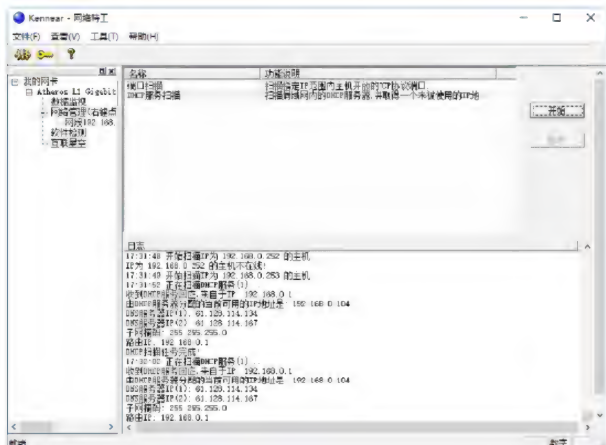 Kennear - 网络特工
文件(F) 查看(V) 工具(T) 帮助(H)
我的网卡
Atheros L1 Gigabit
数据监视
网络管理(右键点
网段192.168.
软件检测
互联星空
名称 功能说明
端口扫描 扫描指定IP范围内主机开放的TCP协议端口.
DHCP服务扫描 扫描局域网内的DHCP服务器,并取得一个未被使用的IP地
开始
日志
17:31:48 开始扫描IP为 192.168.0.252 的主机
IP为 192.168.0.252 的主机不在线!
17:31:49 开始扫描IP为 192.168.0.253 的主机
17:31:52 正在扫描DHCP服务(1)
收到DHCP服务回应,来自于IP 192.168.0.1
由DHCP服务器分配的当前可用的IP地址是 192.168.0.104
DNS服务器IP(1): 61.128.114.134
DNS服务器IP(2): 61.128.114.167
子网掩码: 255.255.255.0
路由IP: 192.168.0.1
DHCP扫描任务完成!
正在扫描DHCP服务(1)
收到DHCP服务回应,来自于IP 192.168.0.1
由DHCP服务器分配的当前可用的IP地址是 192.168.0.104
DNS服务器IP(1): 61.128.114.134
DNS服务器IP(2): 61.128.114.167
子网掩码: 255.255.255.0
路由IP: 192.168.0.1
就绪
数字